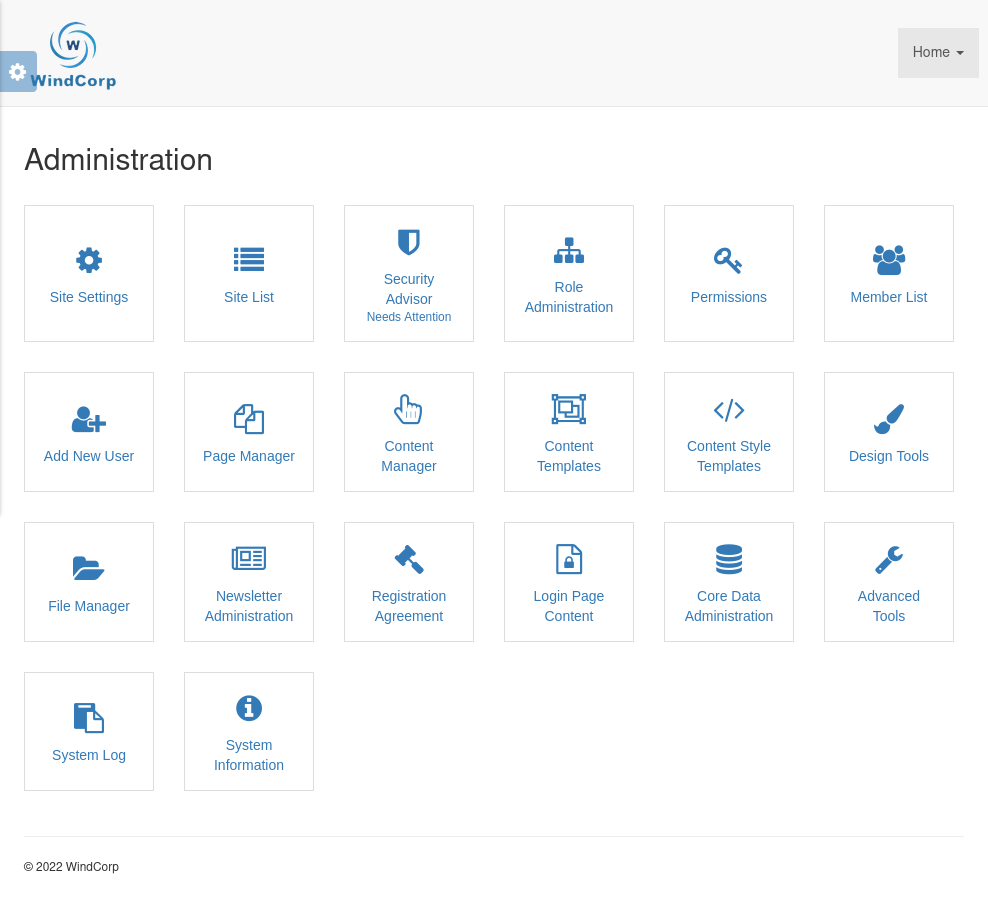 W
WindCorp
Home
Administration
Site Settings
Site List
Security
Advisor
Needs Attention
Role
Administration
Permissions
Member List
Add New User
Page Manager
Content
Manager
Content
Templates
Content Style
Templates
Design Tools
File Manager
Newsletter
Administration
Registration
Agreement
Login Page
Content
Core Data
Administration
Advanced
Tools
System Log
System
Information
© 2022 WindCorp